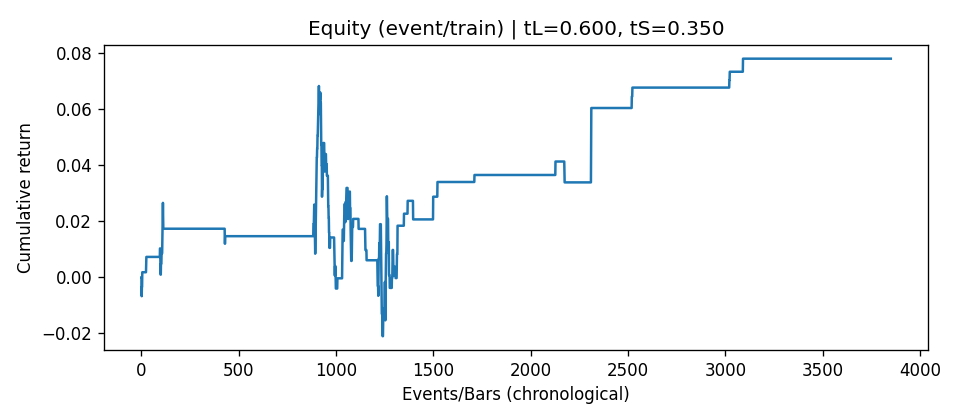 Equity (event/train) | tL=0.600, tS=0.350
Cumulative return
0.08
0.06
0.04
0.02
0.00
−0.02
0 500 1000 1500 2000 2500 3000 3500 4000
Events/Bars (chronological)